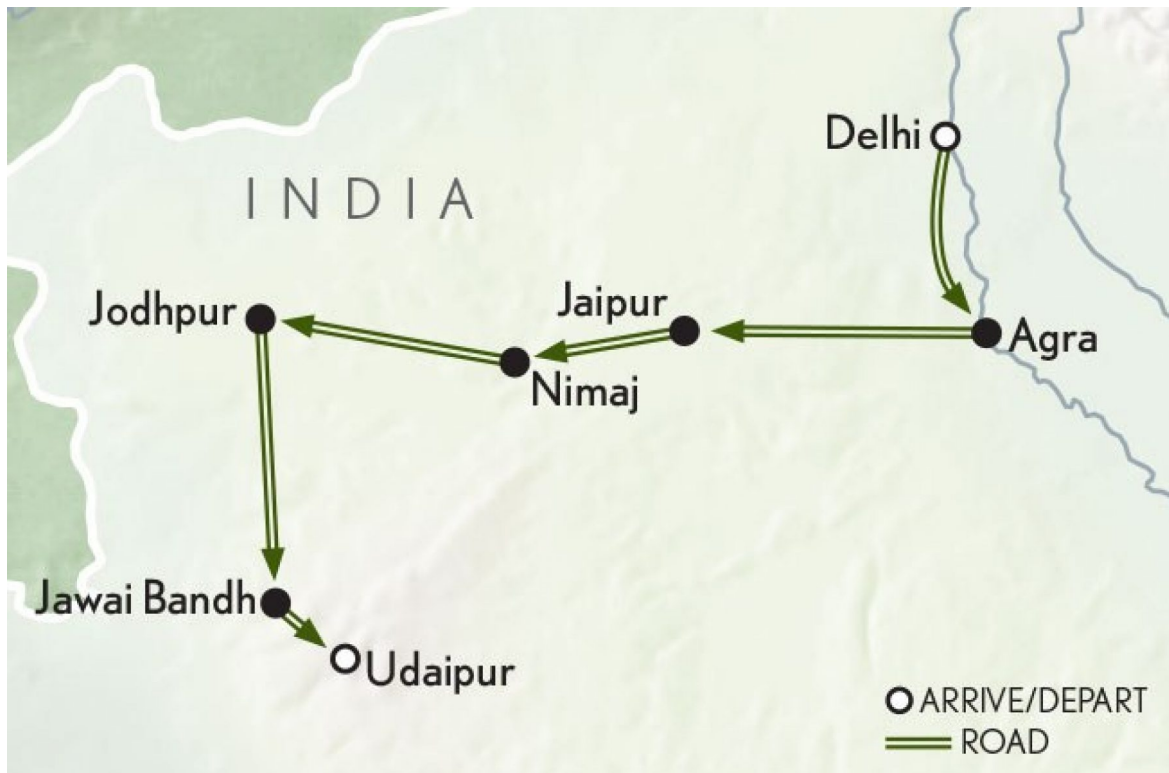 Delhi
INDIA
Jaipur
Jodhpur
Agra
Nimaj
Jawai Bandh
Udaipur
ARRIVE/DEPART
ROAD